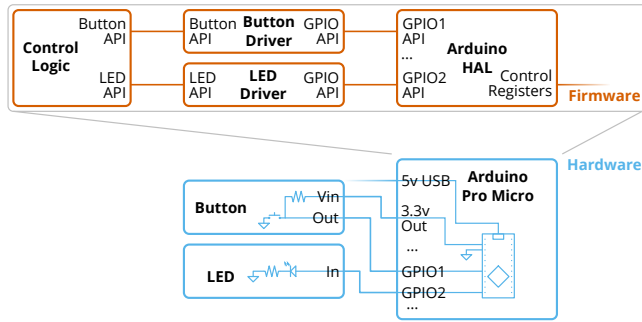 Control
Logic
Button
API
LED
API
Button
API
Button
Driver
GPIO
API
LED
API
LED
Driver
GPIO
API
GPIO1
API
...
GPIO2
API
Arduino
HAL
Control
Registers
Firmware
Hardware
Button
Vin
Out
LED
In
5v USB
3.3v
Out
...
GPIO1
GPIO2
...
Arduino
Pro Micro